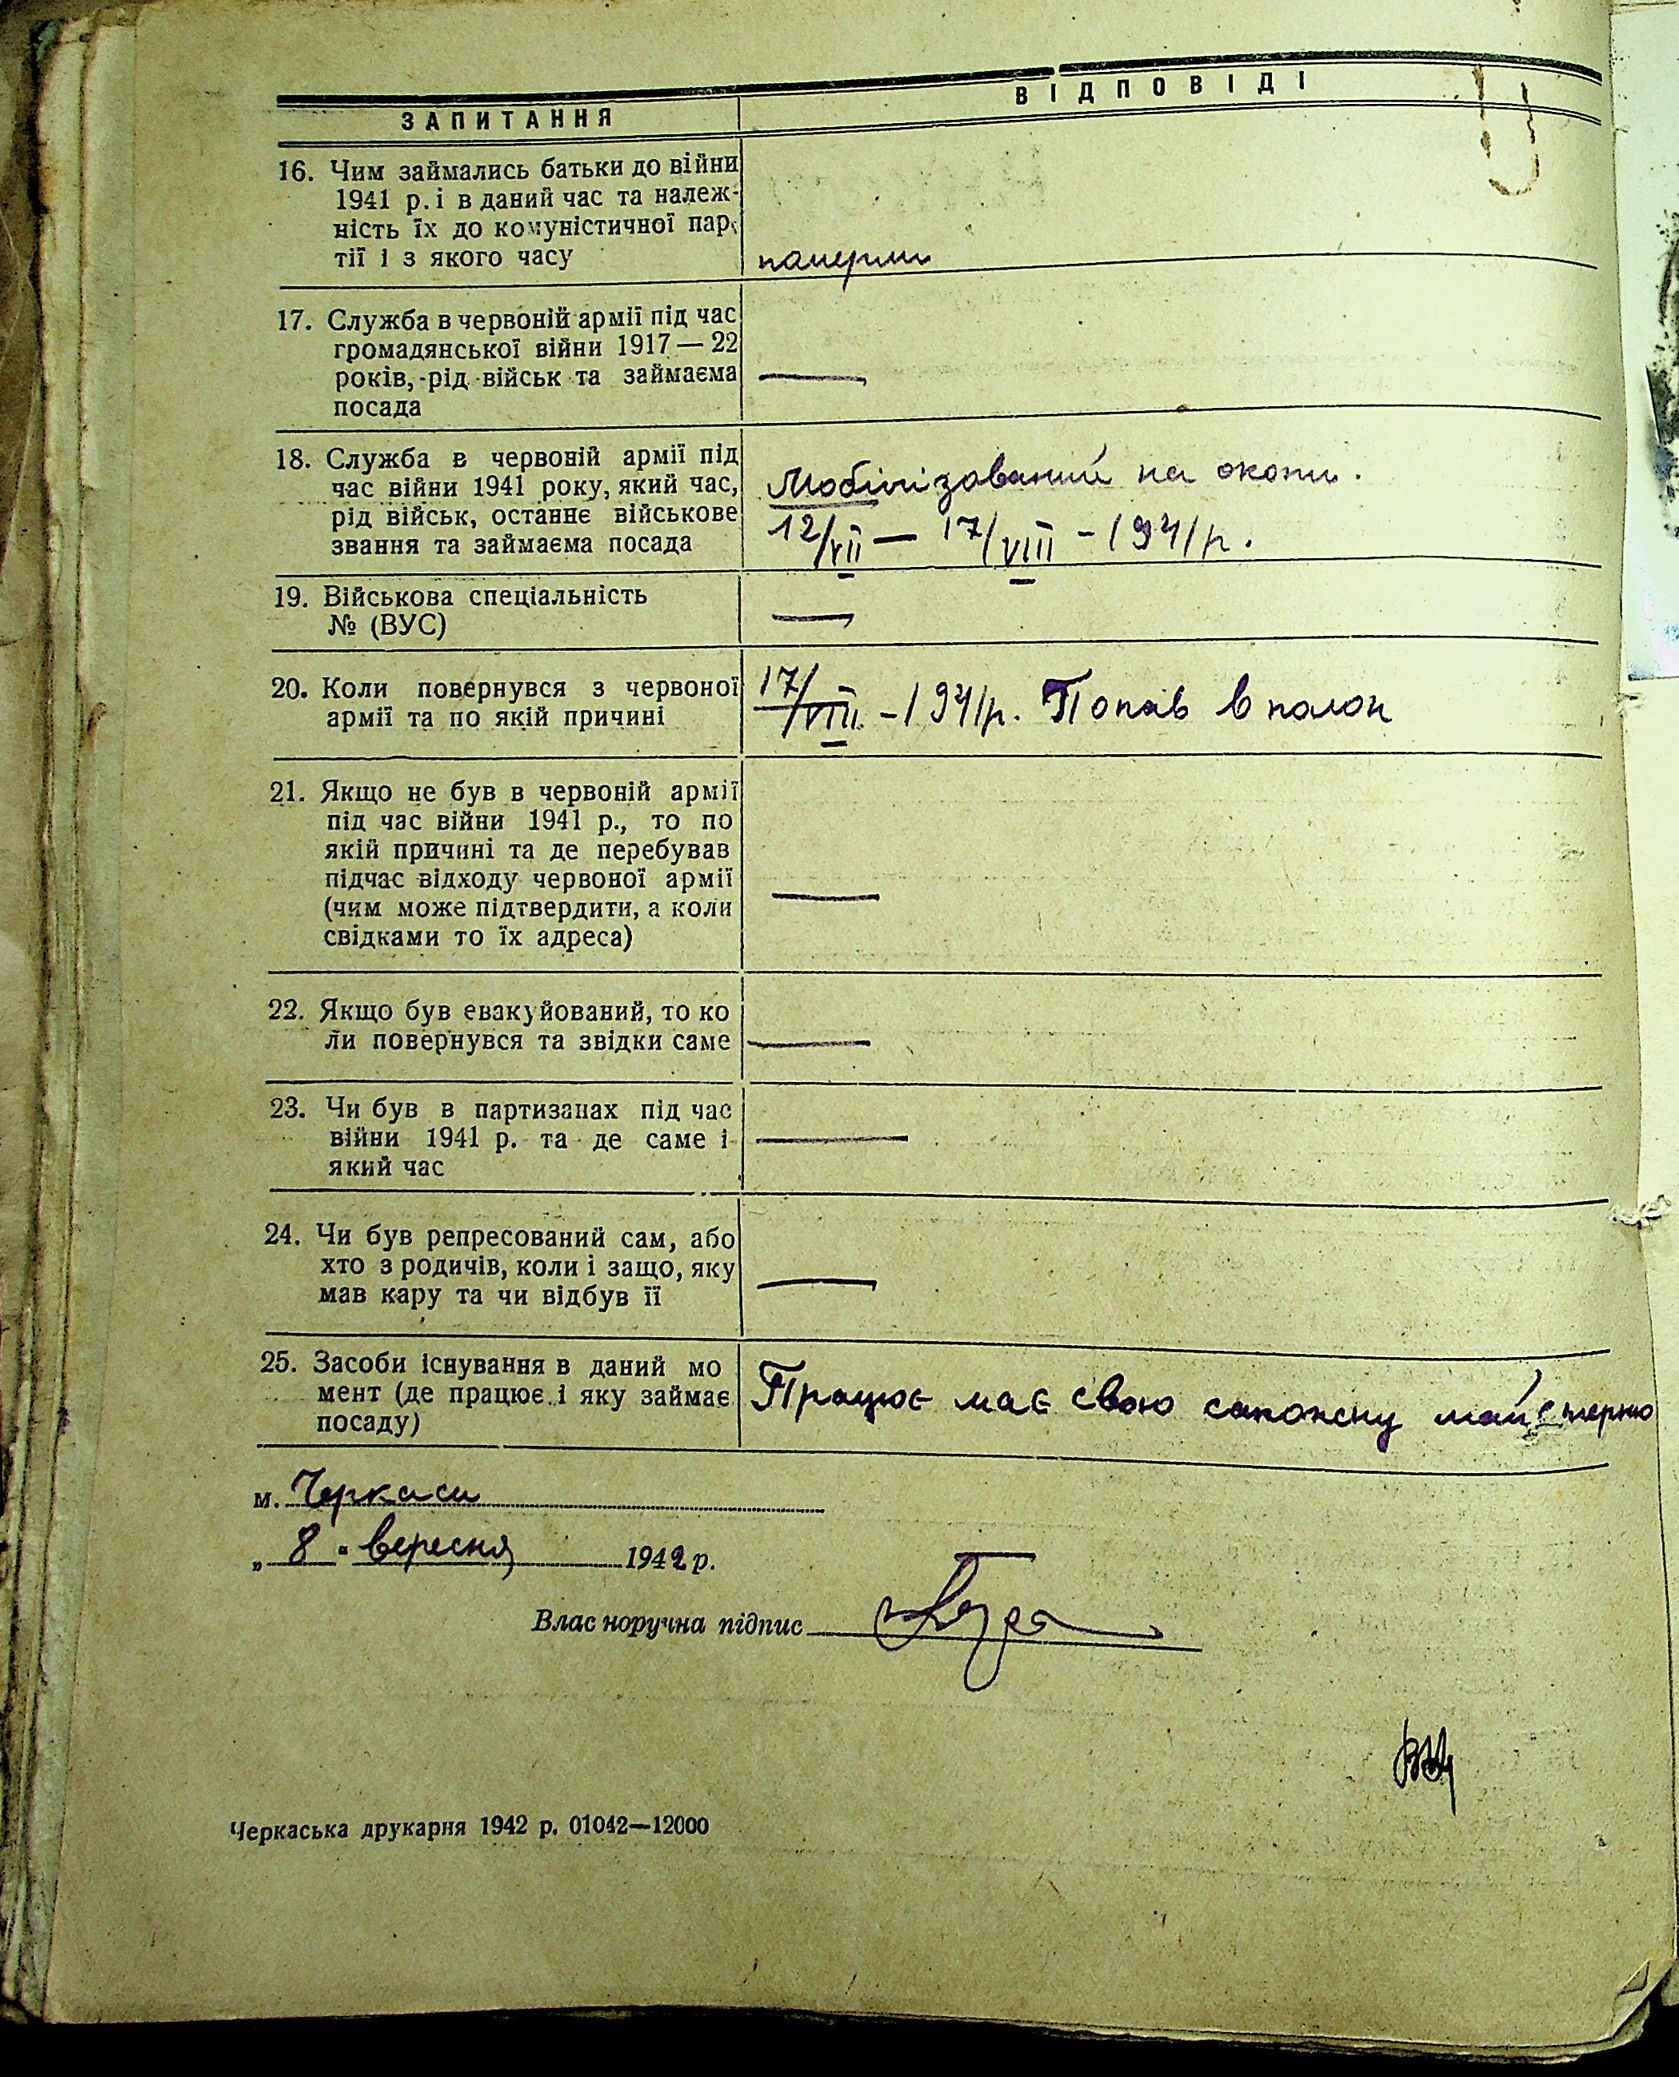 ЗАПИТАННЯ
ВІДПОВІДІ
16. Чим займались батьки до війни
1941 р. і в даний час та належ-
ність їх до комуністичної пар-
тії і з якого часу
померли
17. Служба в червоній армії під час
громадянської війни 1917 — 22
років, рід військ та займаєма
посада
—
18. Служба в червоній армії під
час війни 1941 року, який час,
рід військ, останнє військове
звання та займаєма посада
Мобілізований на окопи.
12/VII — 17/VIII - 1941 р.
19. Військова спеціальність
№ (ВУС)
—
20. Коли повернувся з червоної
армії та по якій причині
17/VIII - 1941 р. Попав в полон
21. Якщо не був в червоній армії
під час війни 1941 р., то по
якій причині та де перебував
підчас відходу червоної армії
(чим може підтвердити, а коли
свідками то їх адреса)
—
22. Якщо був евакуйований, то ко
ли повернувся та звідки саме
—
23. Чи був в партизанах під час
війни 1941 р. та де саме і
який час
—
24. Чи був репресований сам, або
хто з родичів, коли і защо, яку
мав кару та чи відбув її
—
25. Засоби існування в даний мо
мент (де працює і яку займає
посаду)
Працює має свою сапожну майстерню
м. Черкаси
„ 8 " вересня 1942 р.
Власноручна підпис
Черкаська друкарня 1942 р. 01042—12000